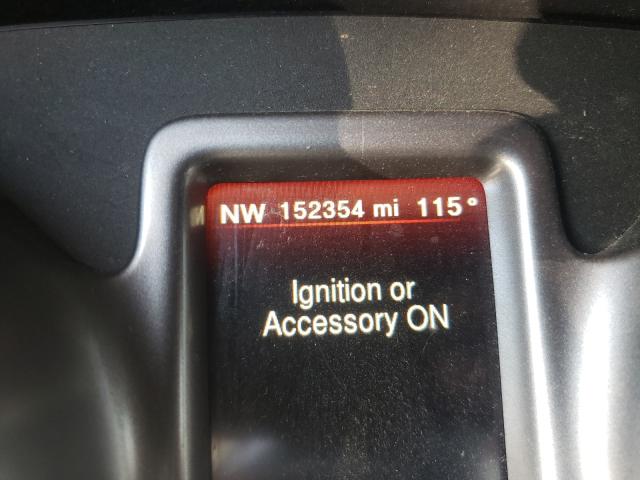 NW 152354 mi 115°
Ignition or
Accessory ON